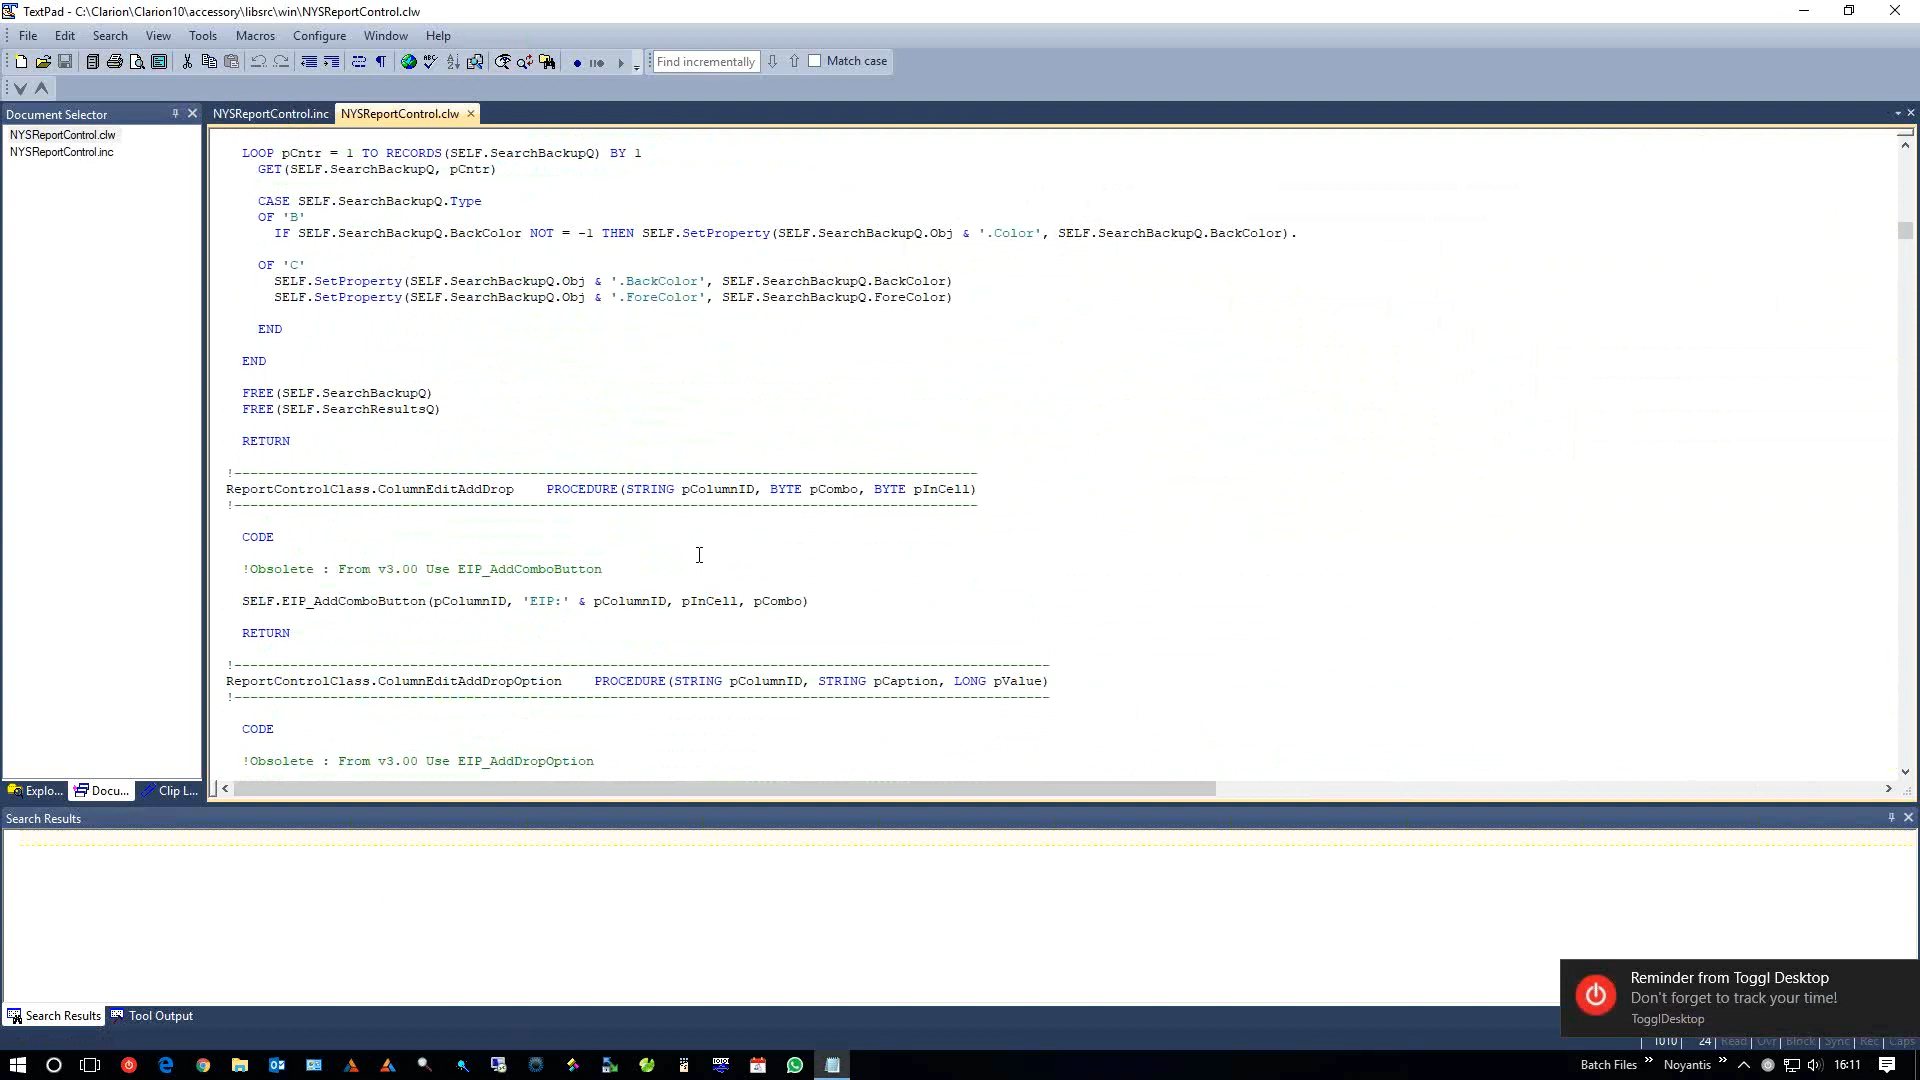 TextPad - C:\Clarion\Clarion10\accessory\libsrc\win\NYSReportControl.clw
File Edit Search View Tools Macros Configure Window Help
Find incrementally Match case
Document Selector
NYSReportControl.inc NYSReportControl.clw
NYSReportControl.clw
NYSReportControl.inc
LOOP pCntr = 1 TO RECORDS(SELF.SearchBackupQ) BY 1
GET(SELF.SearchBackupQ, pCntr)
CASE SELF.SearchBackupQ.Type
OF 'B'
IF SELF.SearchBackupQ.BackColor NOT = -1 THEN SELF.SetProperty(SELF.SearchBackupQ.Obj & '.Color', SELF.SearchBackupQ.BackColor).
OF 'C'
SELF.SetProperty(SELF.SearchBackupQ.Obj & '.BackColor', SELF.SearchBackupQ.BackColor)
SELF.SetProperty(SELF.SearchBackupQ.Obj & '.ForeColor', SELF.SearchBackupQ.ForeColor)
END
END
FREE(SELF.SearchBackupQ)
FREE(SELF.SearchResultsQ)
RETURN
!---------------------------------------------------------------------------------------------
ReportControlClass.ColumnEditAddDrop    PROCEDURE(STRING pColumnID, BYTE pCombo, BYTE pInCell)
!---------------------------------------------------------------------------------------------
CODE
!Obsolete : From v3.00 Use EIP_AddComboButton
SELF.EIP_AddComboButton(pColumnID, 'EIP:' & pColumnID, pInCell, pCombo)
RETURN
!------------------------------------------------------------------------------------------------------
ReportControlClass.ColumnEditAddDropOption    PROCEDURE(STRING pColumnID, STRING pCaption, LONG pValue)
!------------------------------------------------------------------------------------------------------
CODE
!Obsolete : From v3.00 Use EIP_AddDropOption
Explo... Docu... Clip L...
Search Results
Reminder from Toggl Desktop
Don't forget to track your time!
TogglDesktop
Search Results Tool Output
1010 24 Read Ovr Block Sync Rec Caps
Batch Files Noyantis 16:11